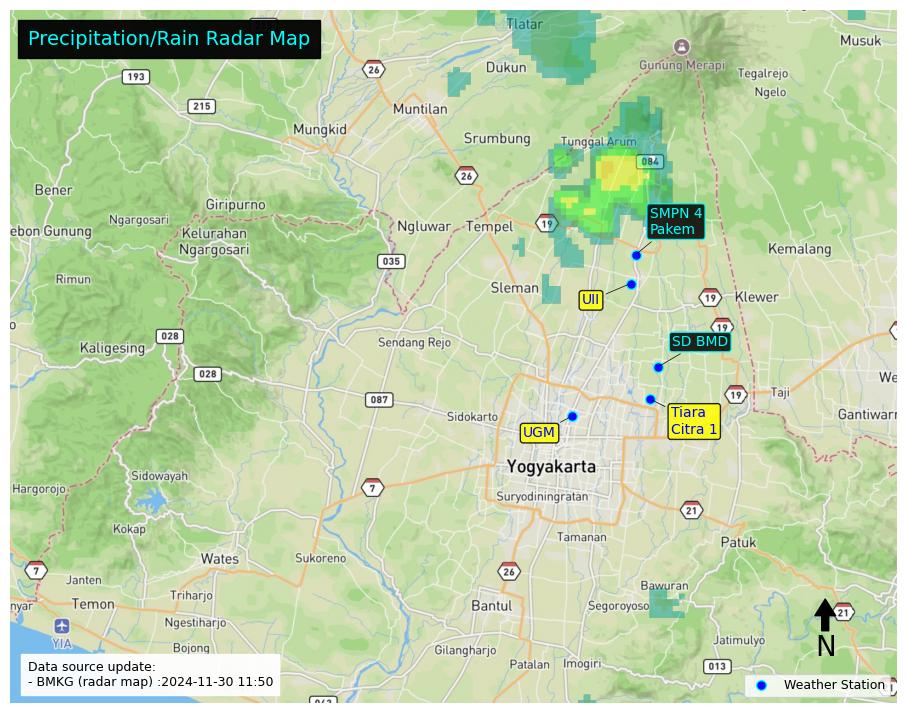 Precipitation/Rain Radar Map
Tlatar
Musuk
26
Dukun
Gunung Merapi
Tegalrejo
193
Ngelo
215
Muntilan
Mungkid
Srumbung
Tunggal Arum
084
26
Bener
Giripurno
SMPN 4
Pakem
Ngargosari
Ngluwar
Tempel
19
ebon Gunung
Kelurahan
Ngargosari
Kemalang
035
Rimun
Sleman
UII
19
Klewer
19
028
Kaligesing
Sendang Rejo
SD BMD
028
We
Taji
19
087
Sidokarto
Tiara
Citra 1
Gantiwarn
UGM
Yogyakarta
Sidowayah
Hargorojo
7
Suryodiningratan
21
Kokap
Tamanan
Patuk
Wates
Sukoreno
7
26
Janten
Bawuran
Triharjo
nyar
Temon
Bantul
Segoroyoso
21
Ngestiharjo
YIA
Jatimulyo
N
Bojong
Gilangharjo
Patalan
Imogiri
013
Data source update:
- BMKG (radar map) :2024-11-30 11:50
Weather Station